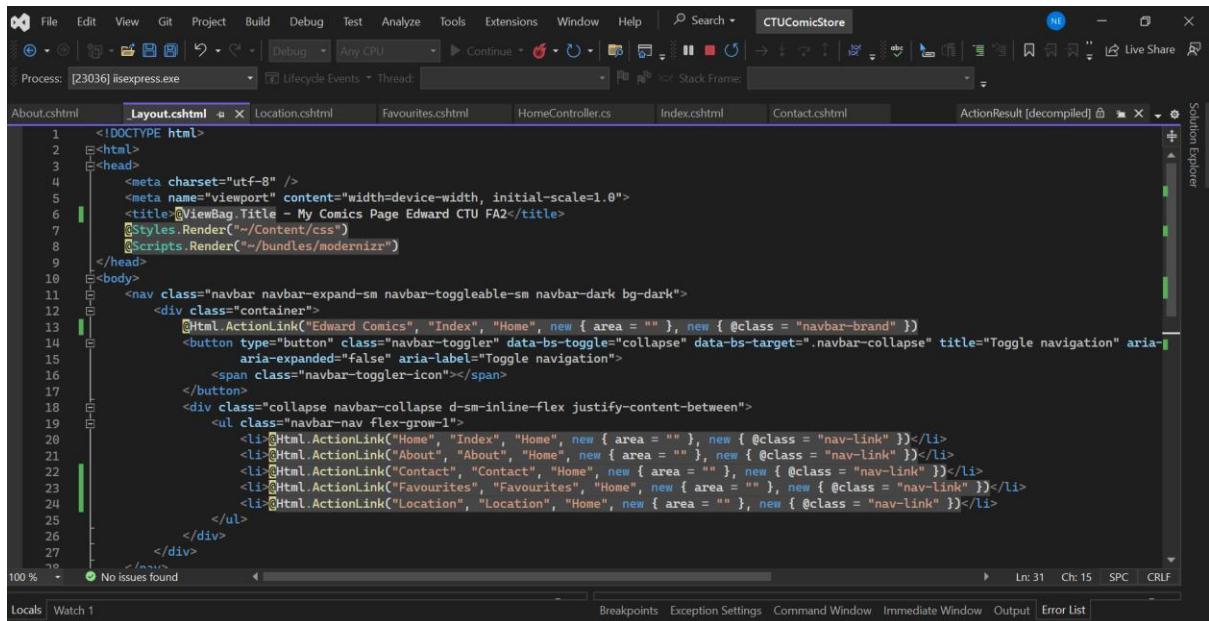 File Edit View Git Project Build Debug Test Analyze Tools Extensions Window Help Search CTUComicStore NE
Debug Any CPU Continue Live Share
Process: [23036] iisexpress.exe Lifecycle Events Thread: Stack Frame:
About.cshtml _Layout.cshtml Location.cshtml Favourites.cshtml HomeController.cs Index.cshtml Contact.cshtml ActionResult [decompiled]
Solution Explorer
1 <!DOCTYPE html>
2 <html>
3 <head>
4 <meta charset="utf-8" />
5 <meta name="viewport" content="width=device-width, initial-scale=1.0">
6 <title>@ViewBag.Title - My Comics Page Edward CTU FA2</title>
7 @Styles.Render("~/Content/css")
8 @Scripts.Render("~/bundles/modernizr")
9 </head>
10 <body>
11 <nav class="navbar navbar-expand-sm navbar-toggleable-sm navbar-dark bg-dark">
12 <div class="container">
13 @Html.ActionLink("Edward Comics", "Index", "Home", new { area = "" }, new { @class = "navbar-brand" })
14 <button type="button" class="navbar-toggler" data-bs-toggle="collapse" data-bs-target=".navbar-collapse" title="Toggle navigation" aria-
15 aria-expanded="false" aria-label="Toggle navigation">
16 <span class="navbar-toggler-icon"></span>
17 </button>
18 <div class="collapse navbar-collapse d-sm-inline-flex justify-content-between">
19 <ul class="navbar-nav flex-grow-1">
20 <li>@Html.ActionLink("Home", "Index", "Home", new { area = "" }, new { @class = "nav-link" })</li>
21 <li>@Html.ActionLink("About", "About", "Home", new { area = "" }, new { @class = "nav-link" })</li>
22 <li>@Html.ActionLink("Contact", "Contact", "Home", new { area = "" }, new { @class = "nav-link" })</li>
23 <li>@Html.ActionLink("Favourites", "Favourites", "Home", new { area = "" }, new { @class = "nav-link" })</li>
24 <li>@Html.ActionLink("Location", "Location", "Home", new { area = "" }, new { @class = "nav-link" })</li>
25 </ul>
26 </div>
27 </div>
28 </nav>
100 % No issues found Ln: 31 Ch: 15 SPC CRLF
Locals Watch 1 Breakpoints Exception Settings Command Window Immediate Window Output Error List